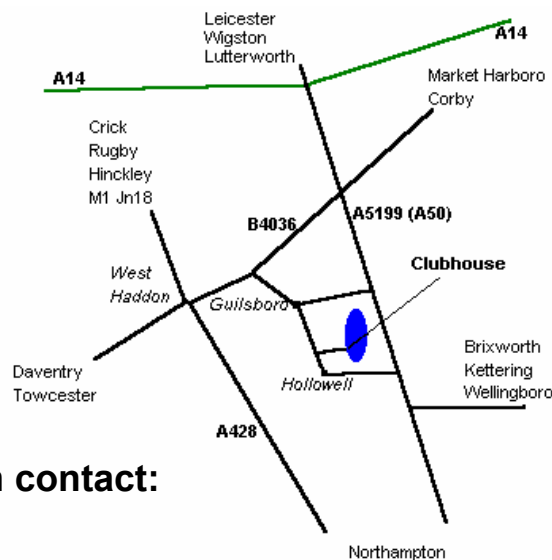 Leicester
Wigston
Lutterworth
A14
A14
Market Harboro
Corby
Crick
Rugby
Hinckley
M1 Jn18
B4036
A5199 (A50)
Clubhouse
West
Haddon
Guilsboro
Hollowell
Brixworth
Kettering
Wellingboro
Daventry
Towcester
A428
contact:
Northampton